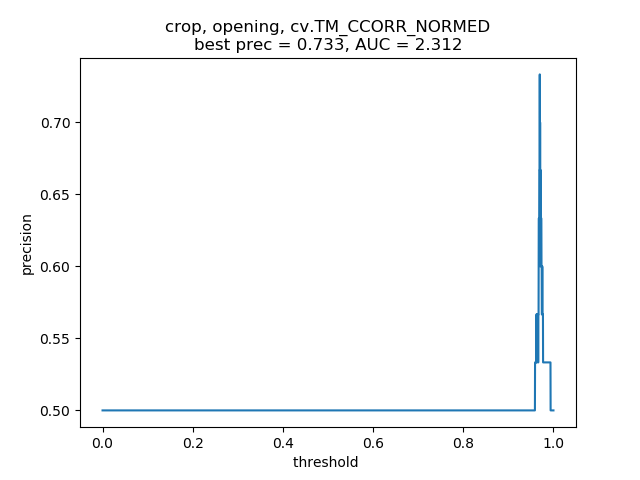 crop, opening, cv.TM_CCORR_NORMED
best prec = 0.733, AUC = 2.312
precision
0.70
0.65
0.60
0.55
0.50
0.0 0.2 0.4 0.6 0.8 1.0
threshold